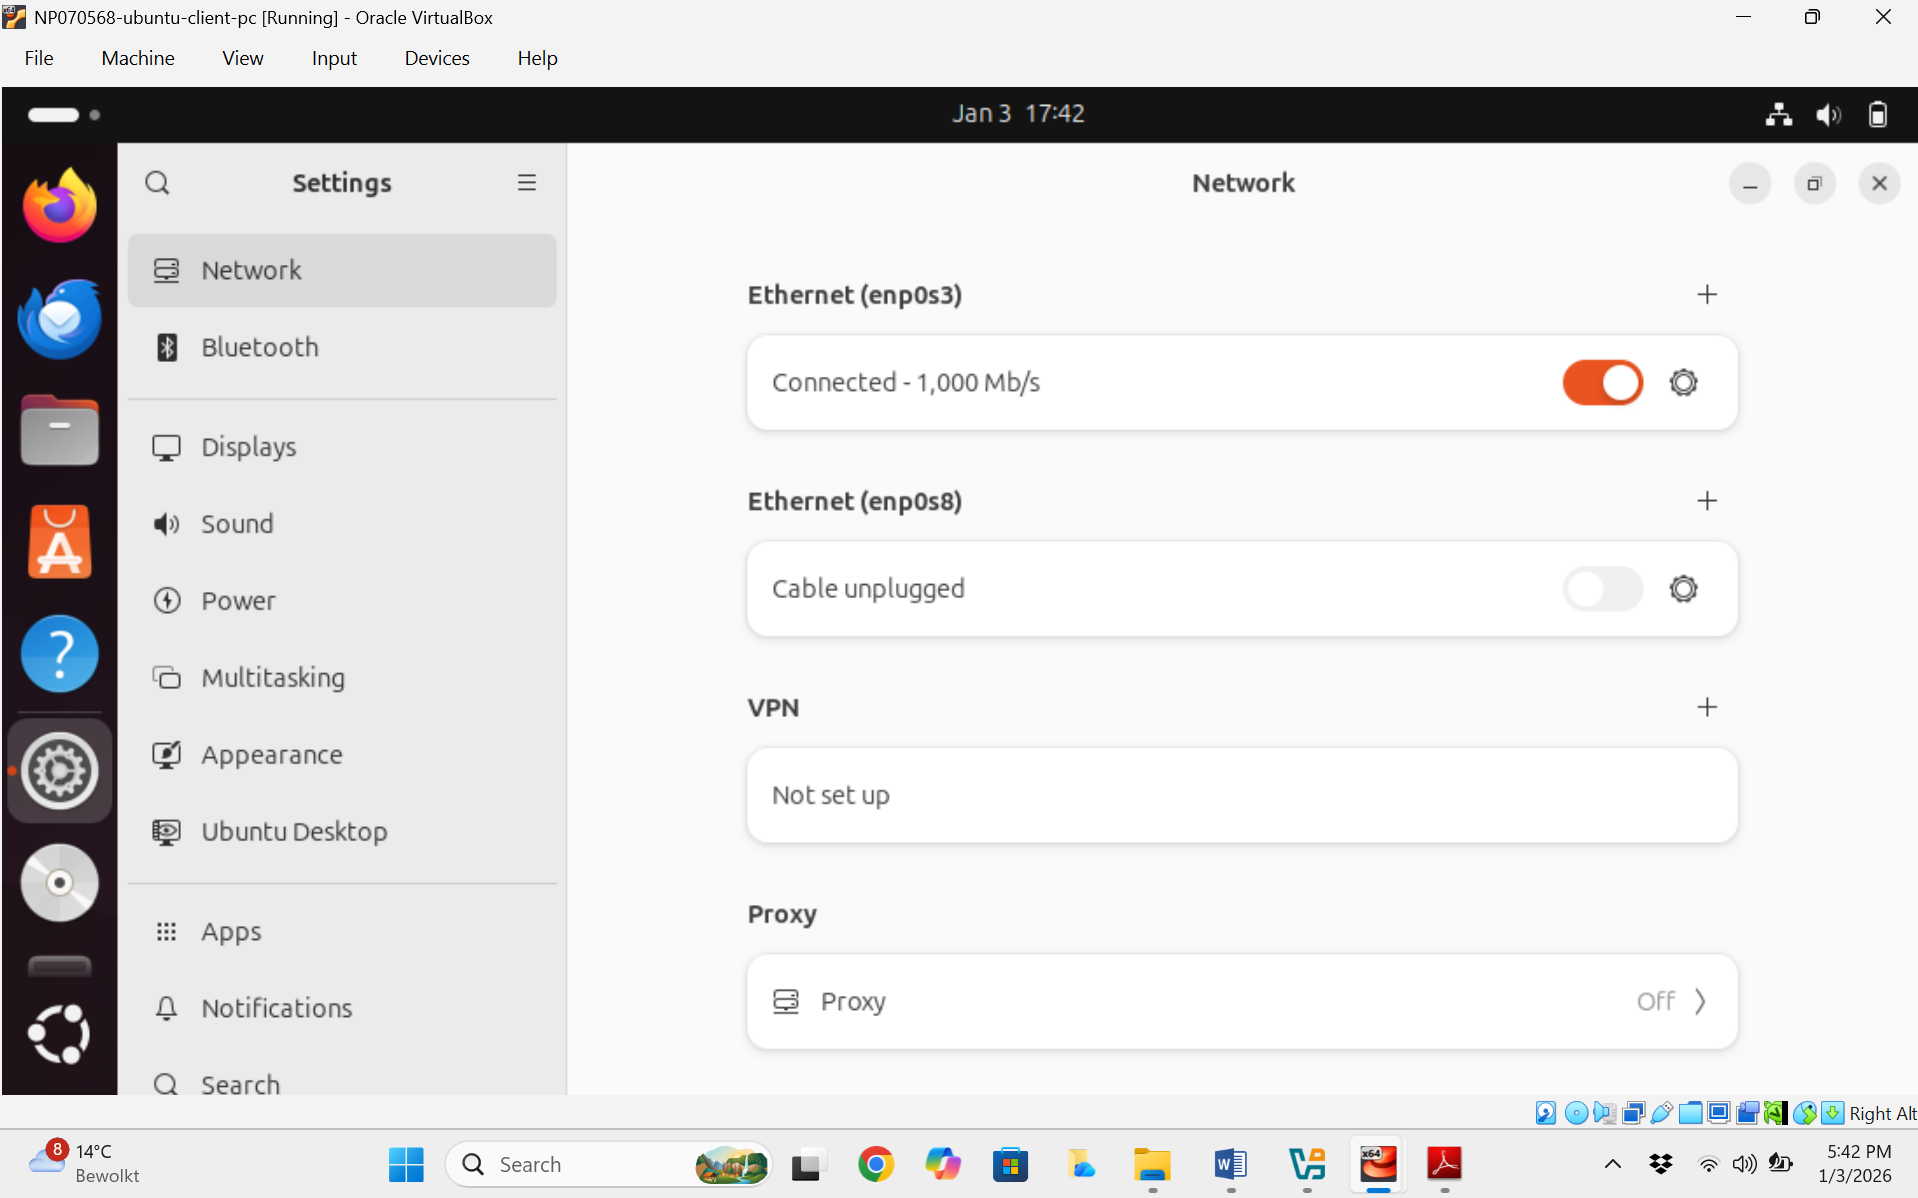 NP070568-ubuntu-client-pc [Running] - Oracle VirtualBox
File Machine View Input Devices Help
Jan 3 17:42
Settings
Network
Network
Bluetooth
Displays
Sound
Power
Multitasking
Appearance
Ubuntu Desktop
Apps
Notifications
Search
Ethernet (enp0s3)
Connected - 1,000 Mb/s
Ethernet (enp0s8)
Cable unplugged
VPN
Not set up
Proxy
Proxy
Off
Right Alt
8
14°C
Bewolkt
Search
x64
5:42 PM
1/3/2026